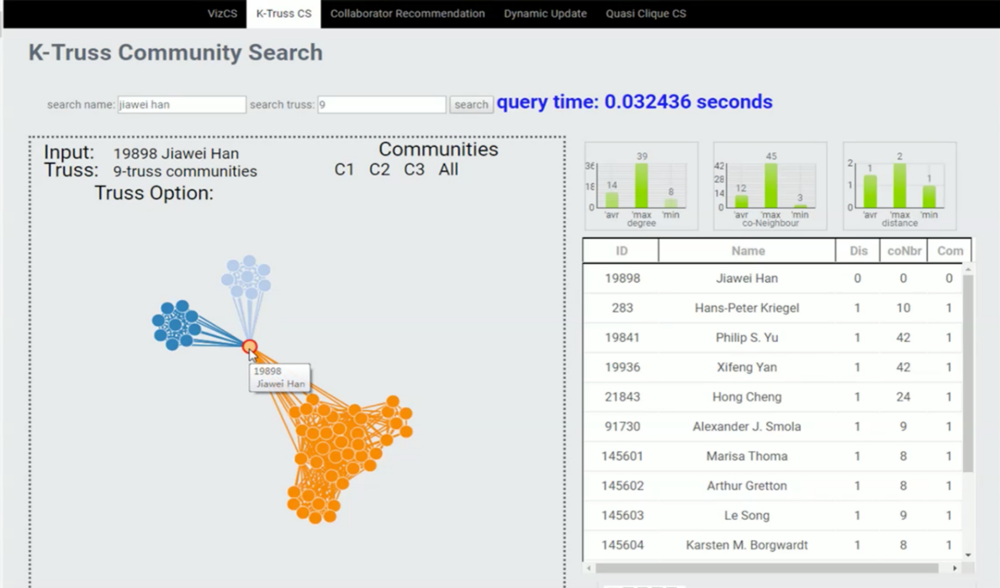 VizCS K-Truss CS Collaborator Recommendation Dynamic Update Quasi Clique CS
K-Truss Community Search
search name: jiawei han search truss: 9 search query time: 0.032436 seconds
Input: 19898 Jiawei Han
Truss: 9-truss communities
Truss Option:
Communities
C1 C2 C3 All
19898
Jiawei Han
36
18
0
14
39
8
'avr 'max 'min
degree
42
28
14
0
12
45
3
'avr 'max 'min
co-Neighbour
2
1
0
1
2
1
'avr 'max 'min
distance
ID Name Dis coNbr Com
19898 Jiawei Han 0 0 0
283 Hans-Peter Kriegel 1 10 1
19841 Philip S. Yu 1 42 1
19936 Xifeng Yan 1 42 1
21843 Hong Cheng 1 24 1
91730 Alexander J. Smola 1 9 1
145601 Marisa Thoma 1 8 1
145602 Arthur Gretton 1 8 1
145603 Le Song 1 9 1
145604 Karsten M. Borgwardt 1 8 1